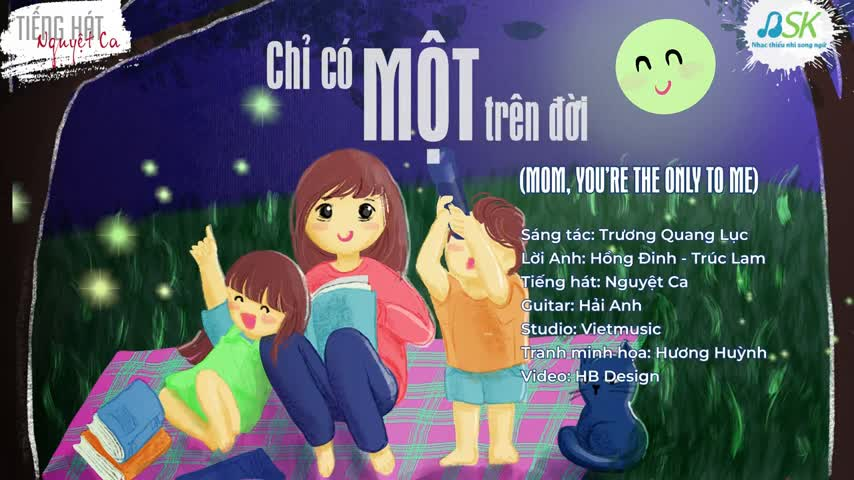 TIẾNG HÁT
Nguyệt Ca
BSK
Nhạc thiếu nhi song ngữ
Chỉ có
MỘT
trên đời
(MOM, YOU'RE THE ONLY TO ME)
Sáng tác: Trương Quang Lục
Lời Anh: Hồng Đinh - Trúc Lam
Tiếng hát: Nguyệt Ca
Guitar: Hải Anh
Studio: Vietmusic
Tranh minh họa: Hương Huỳnh
Video: HB Design